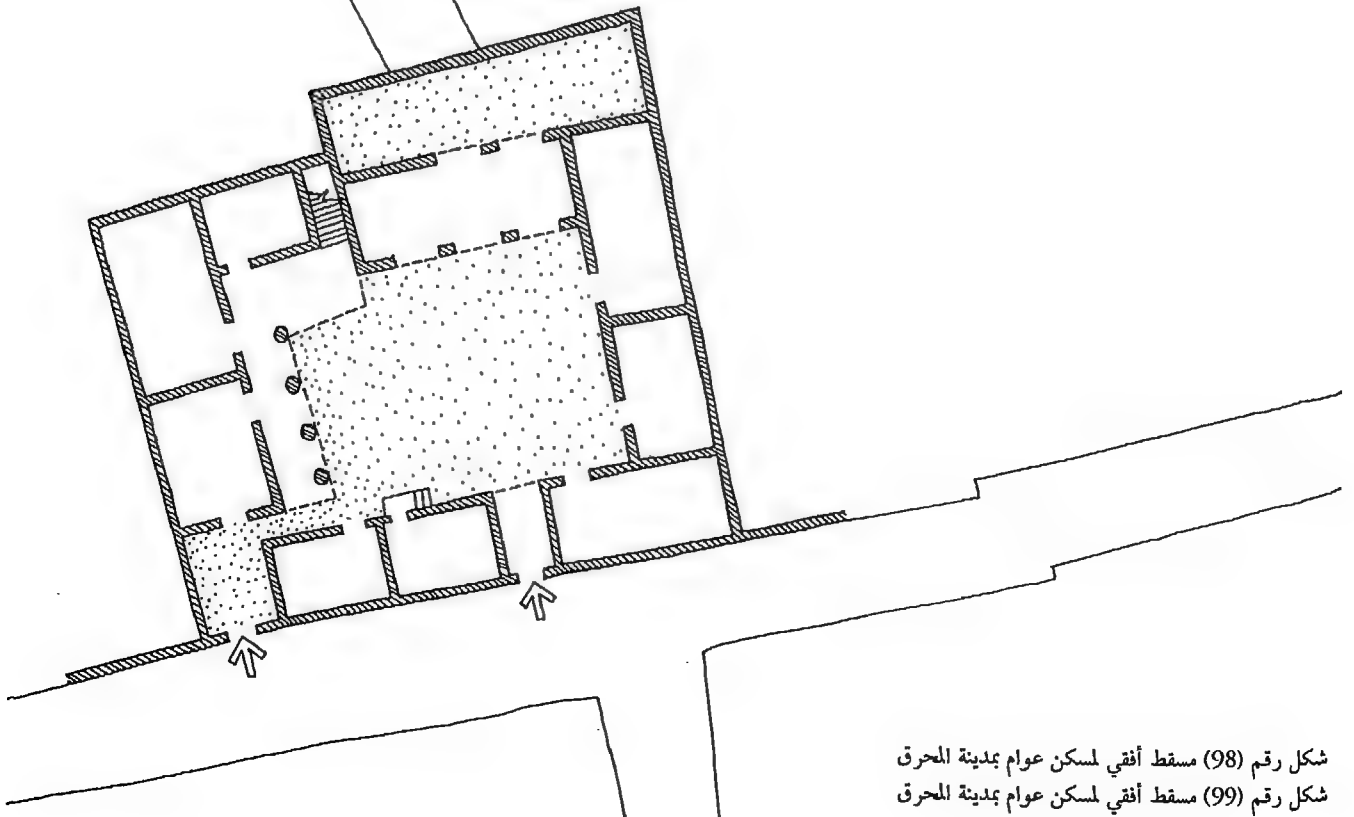 شكل رقم (98) مسقط أفقي لمسكن عوام بمدينة المحرق
شكل رقم (99) مسقط أفقي لمسكن عوام بمدينة المحرق